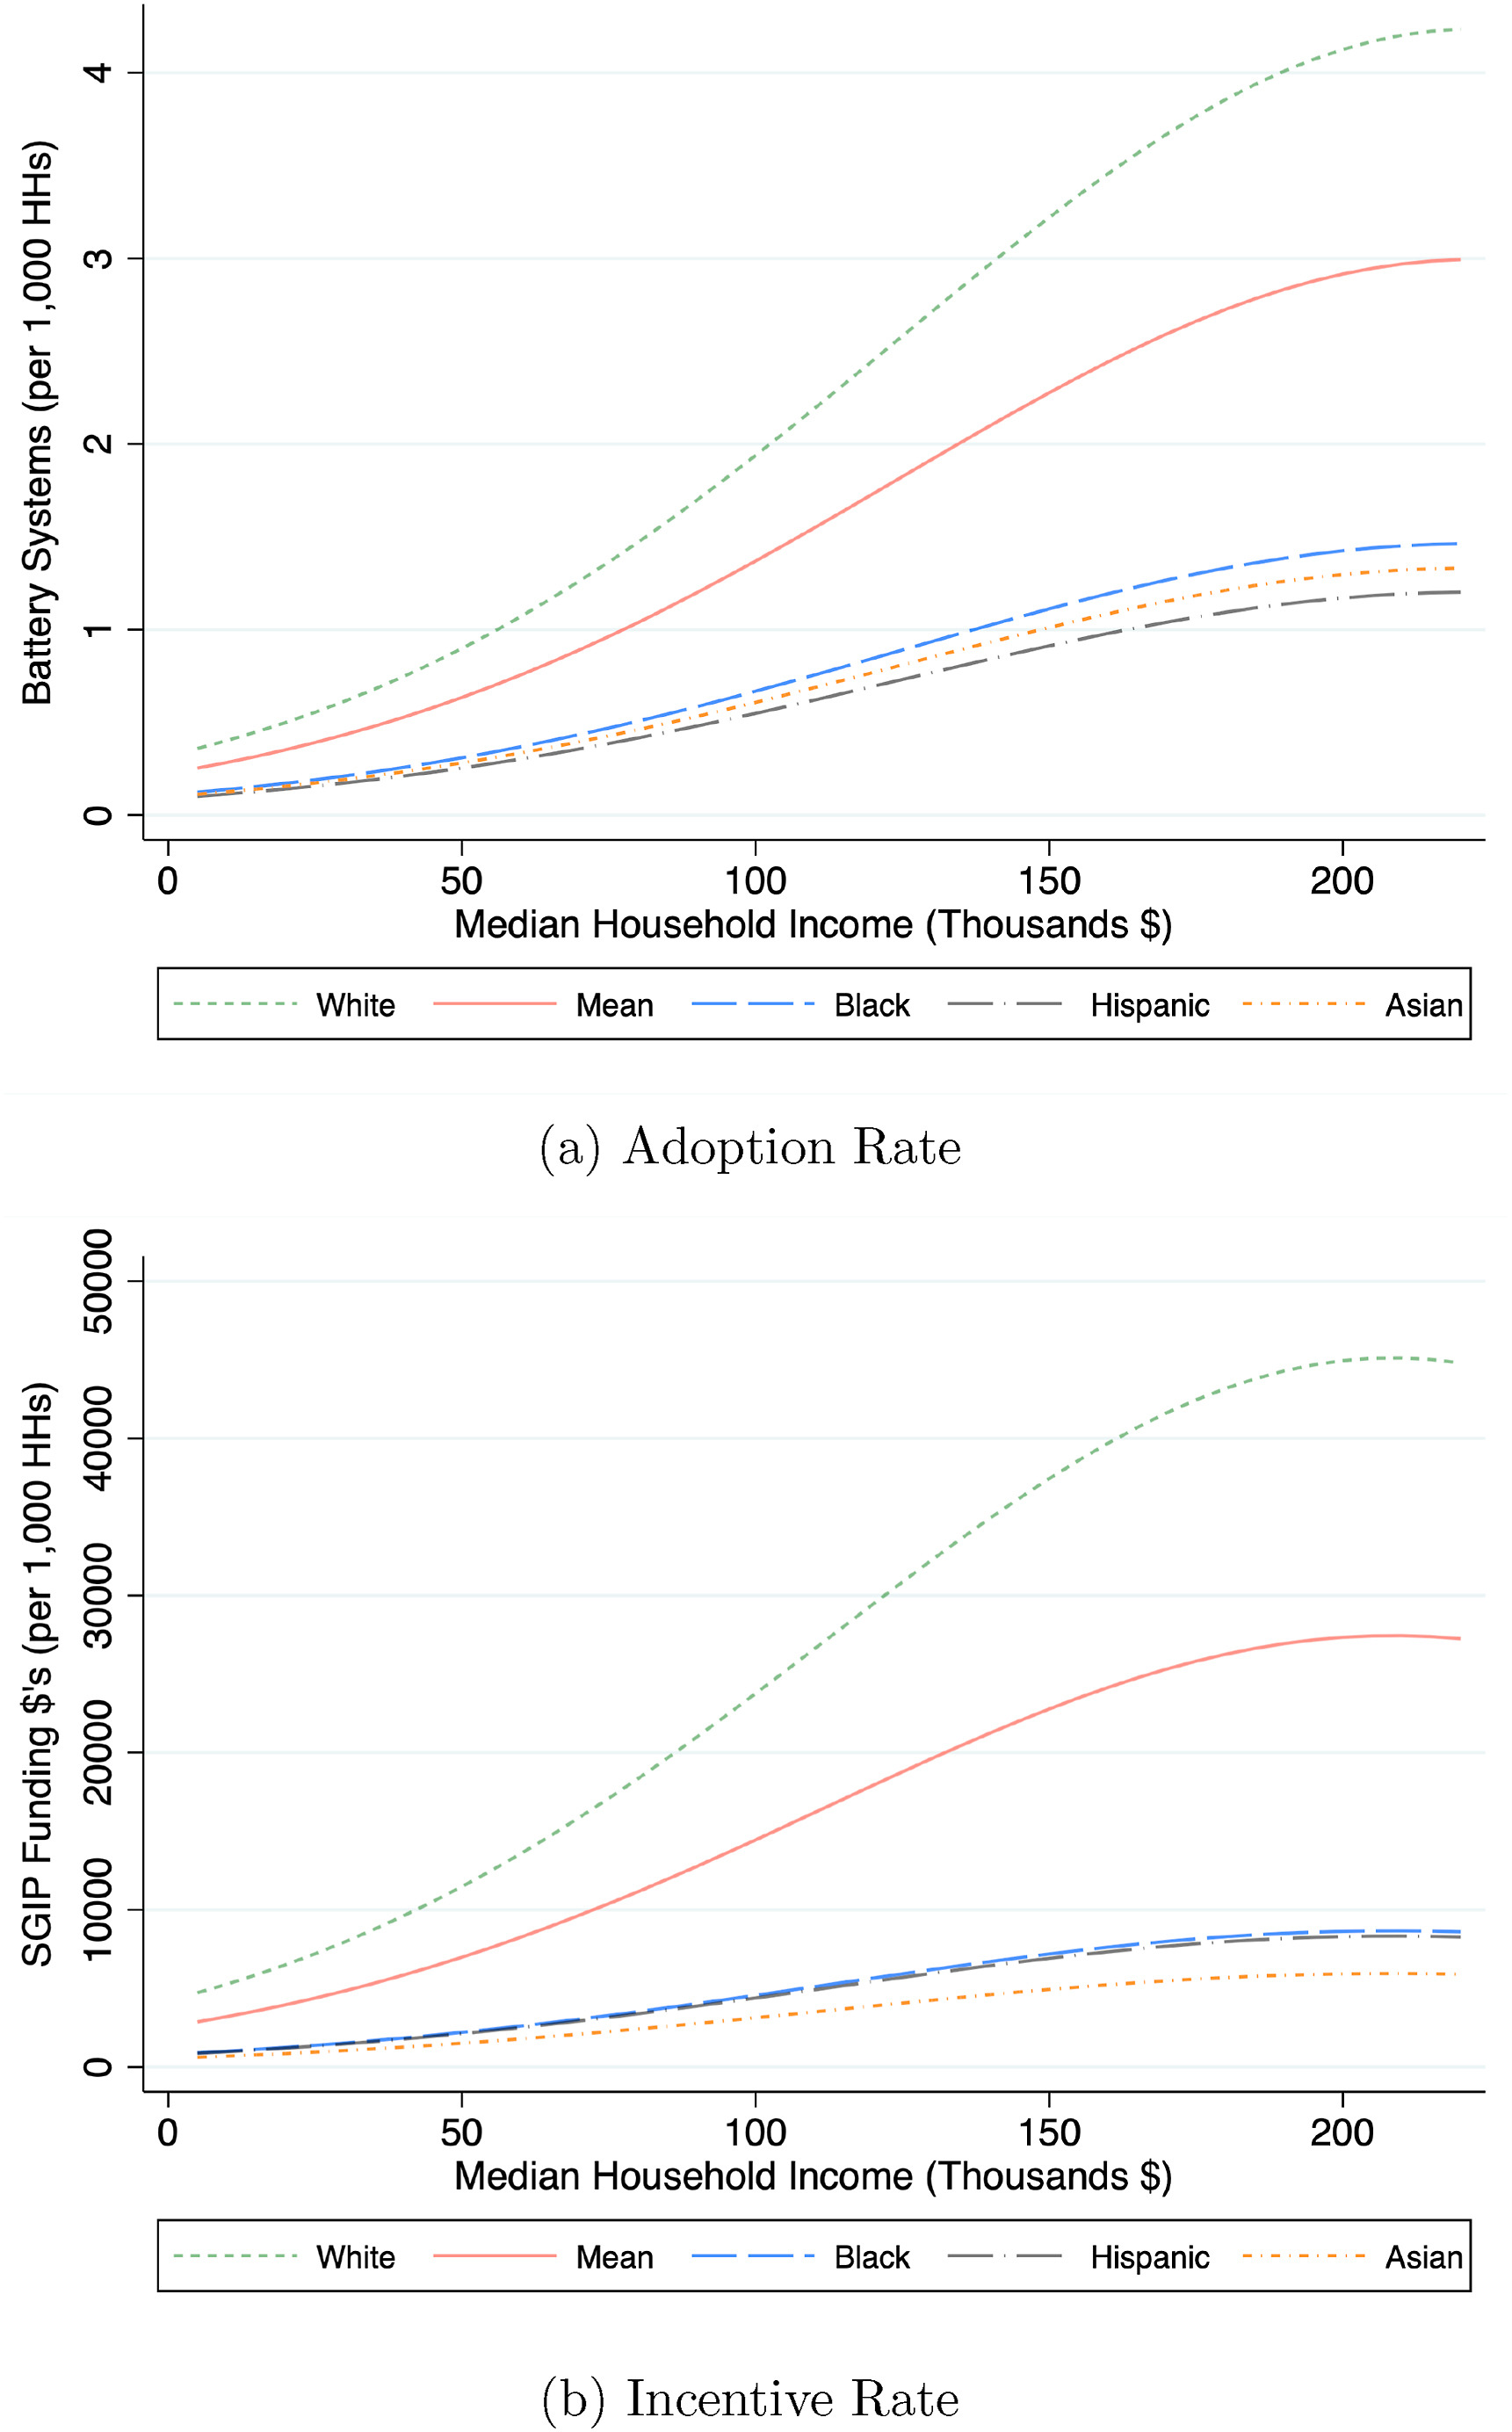 4
3
2
1
0
Battery Systems (per 1,000 HHs)
0 50 100 150 200
Median Household Income (Thousands $)
White Mean Black Hispanic Asian
(a) Adoption Rate
50000
40000
30000
20000
10000
0
SGIP Funding $'s (per 1,000 HHs)
0 50 100 150 200
Median Household Income (Thousands $)
White Mean Black Hispanic Asian
(b) Incentive Rate